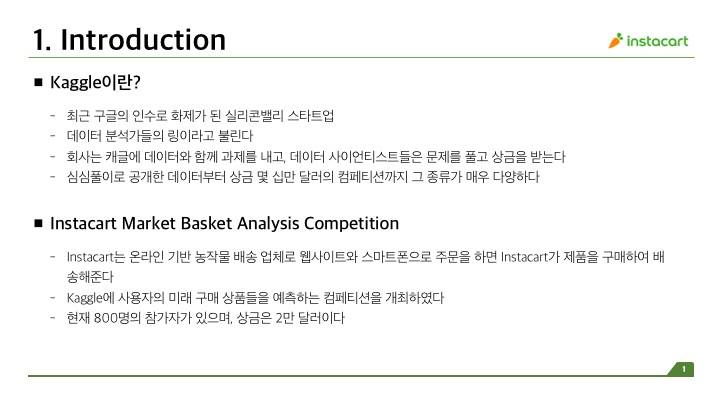 1. Introduction
instacart
■ Kaggle이란?
- 최근 구글의 인수로 화제가 된 실리콘밸리 스타트업
- 데이터 분석가들의 링이라고 불린다
- 회사는 캐글에 데이터와 함께 과제를 내고, 데이터 사이언티스트들은 문제를 풀고 상금을 받는다
- 심심풀이로 공개한 데이터부터 상금 몇 십만 달러의 컴페티션까지 그 종류가 매우 다양하다
■ Instacart Market Basket Analysis Competition
- Instacart는 온라인 기반 농작물 배송 업체로 웹사이트와 스마트폰으로 주문을 하면 Instacart가 제품을 구매하여 배
송해준다
- Kaggle에 사용자의 미래 구매 상품들을 예측하는 컴페티션을 개최하였다
- 현재 800명의 참가자가 있으며, 상금은 2만 달러이다
1